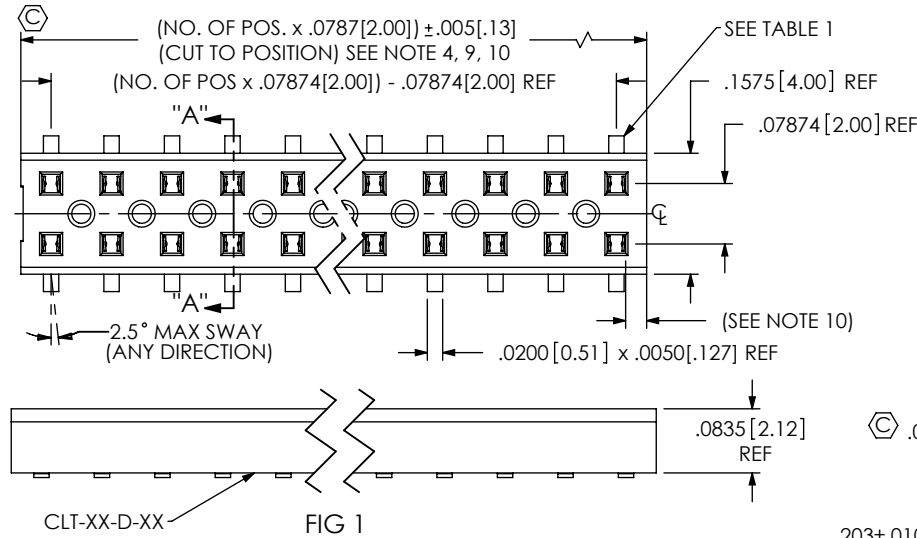 C
(NO. OF POS. x .0787[2.00]) ±.005[.13]
(CUT TO POSITION) SEE NOTE 4, 9, 10
(NO. OF POS x .07874[2.00]) - .07874[2.00] REF
SEE TABLE 1
.1575[4.00] REF
"A"
.07874[2.00] REF
℄
"A"
2.5° MAX SWAY
(ANY DIRECTION)
(SEE NOTE 10)
.0200[0.51] x .0050[.127] REF
.0835[2.12]
REF
C .0
CLT-XX-D-XX
FIG 1
.203±.010